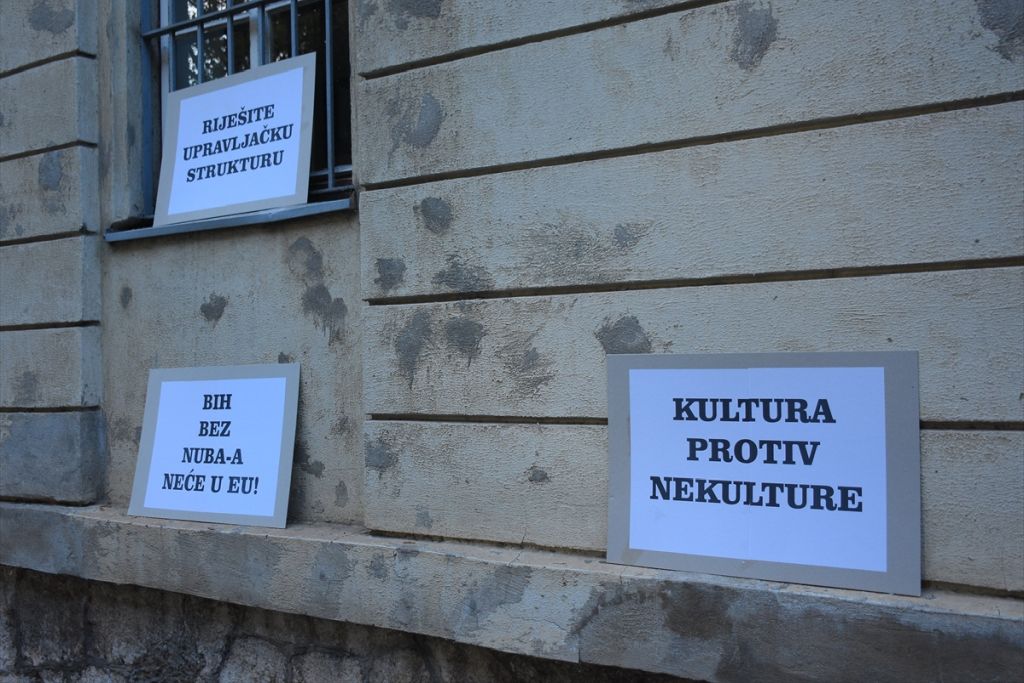 RIJEŠITE
UPRAVLJAČKU
STRUKTURU
BIH
BEZ
NUBA-A
NEĆE U EU!
KULTURA
PROTIV
NEKULTURE